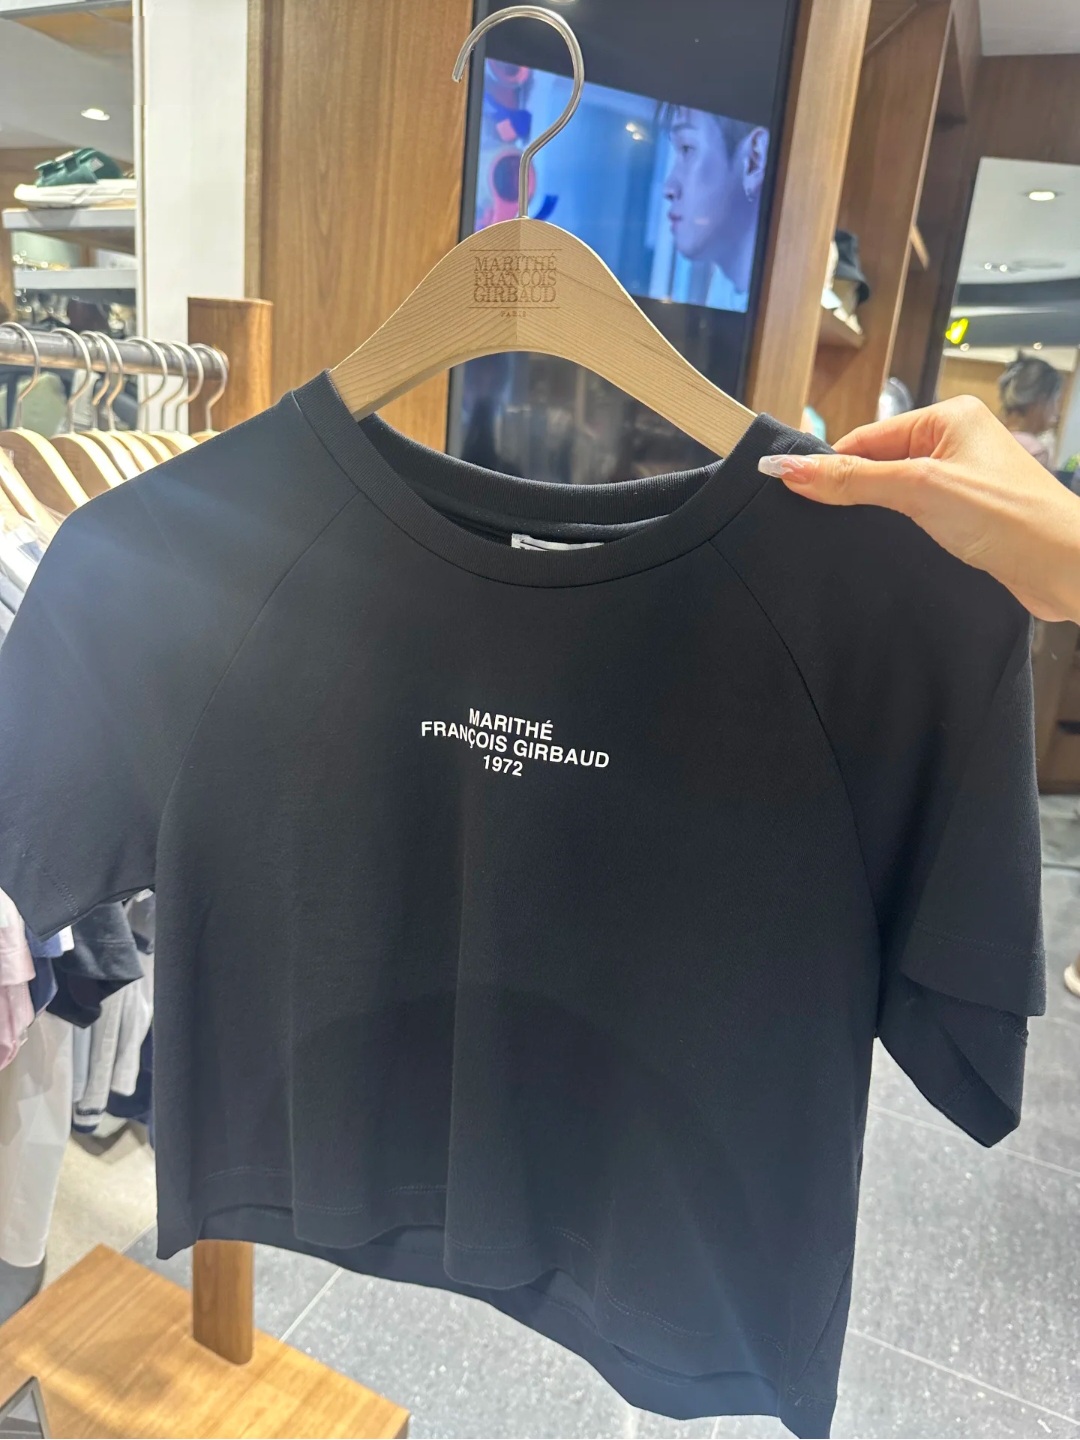 MARITHÉ
FRANÇOIS
GIRBAUD
PARIS
MARITHÉ
FRANÇOIS GIRBAUD
1972